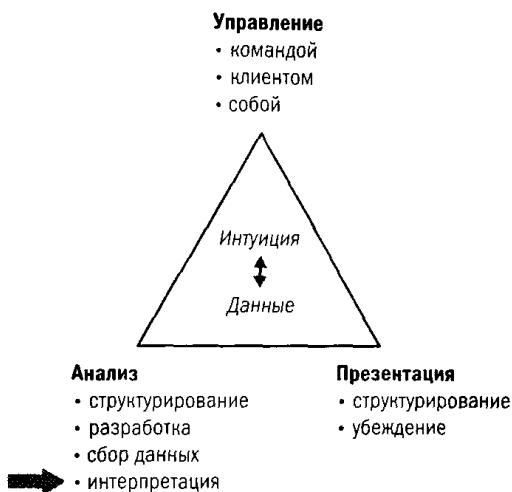 Управление
• командой
• клиентом
• собой
Интуиция
Данные
Анализ
• структурирование
• разработка
• сбор данных
• интерпретация
Презентация
• структурирование
• убеждение